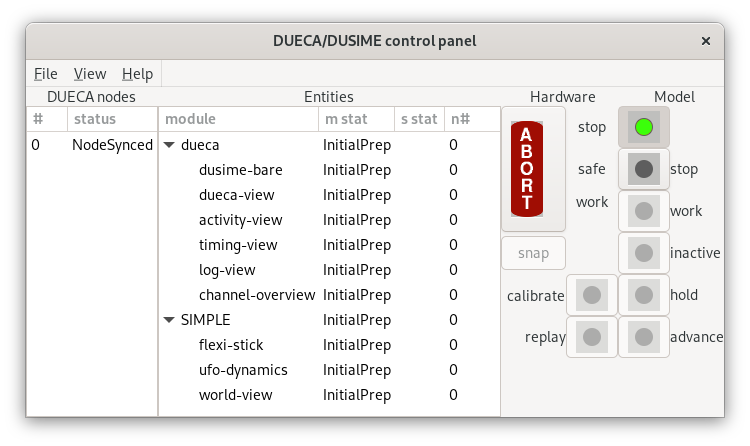 DUECA/DUSIME control panel ×
File View Help
DUECA nodes Entities Hardware Model
# status module m stat s stat n#
0 NodeSynced dueca InitialPrep 0
dusime-bare InitialPrep 0
dueca-view InitialPrep 0
activity-view InitialPrep 0
timing-view InitialPrep 0
log-view InitialPrep 0
channel-overview InitialPrep 0
SIMPLE InitialPrep 0
flexi-stick InitialPrep 0
ufo-dynamics InitialPrep 0
world-view InitialPrep 0
ABORT
stop
safe stop
work work
snap inactive
calibrate hold
replay advance